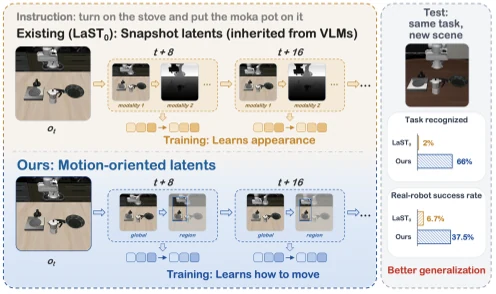 Instruction: turn on the stove and put the moka pot on it
Existing (LaST₀): Snapshot latents (inherited from VLMs)
t + 8
t + 16
modality 1
modality 2
...
modality 1
modality 2
...
...
o_t
Training: Learns appearance
Ours: Motion-oriented latents
t + 8
t + 16
global
region
global
region
...
o_t
Training: Learns how to move
Test:
same task,
new scene
Task recognized
LaST₀
2%
Ours
66%
Real-robot success rate
LaST₀
6.7%
Ours
37.5%
Better generalization